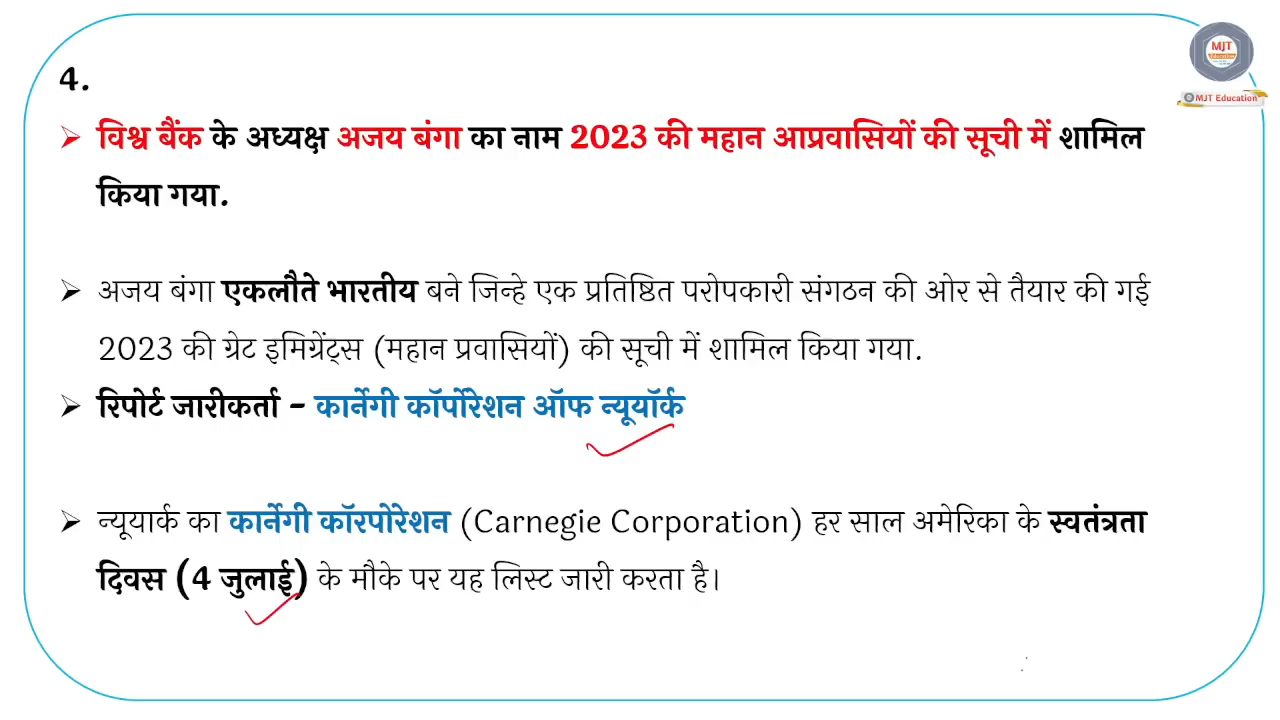 MJT
Education
MJT Education
4.
➢ विश्व बैंक के अध्यक्ष अजय बंगा का नाम 2023 की महान आप्रवासियों की सूची में शामिल
किया गया.
➢ अजय बंगा एकलौते भारतीय बने जिन्हे एक प्रतिष्ठित परोपकारी संगठन की ओर से तैयार की गई
2023 की ग्रेट इमिग्रेंट्स (महान प्रवासियों) की सूची में शामिल किया गया.
➢ रिपोर्ट जारीकर्ता - कार्नेगी कॉर्पोरेशन ऑफ न्यूयॉर्क
➢ न्यूयार्क का कार्नेगी कॉरपोरेशन (Carnegie Corporation) हर साल अमेरिका के स्वतंत्रता
दिवस (4 जुलाई) के मौके पर यह लिस्ट जारी करता है।